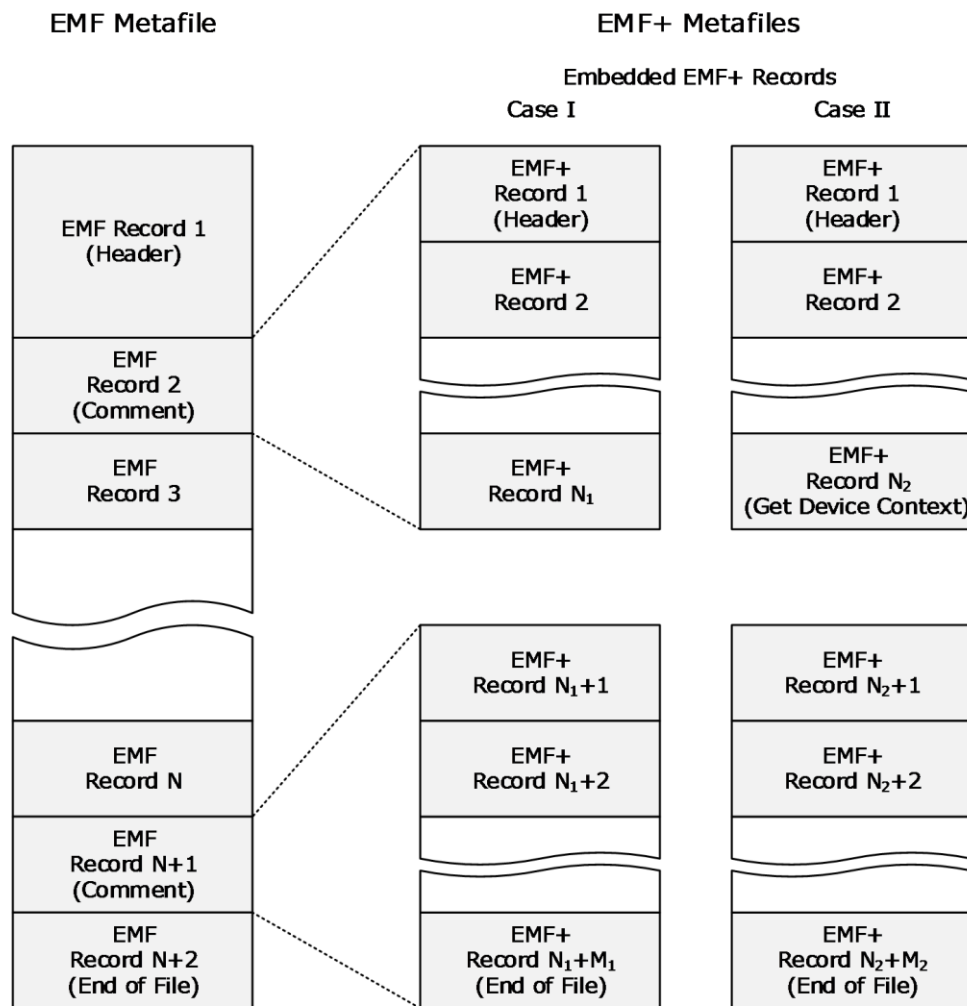 EMF Metafile
EMF+ Metafiles
Embedded EMF+ Records
Case I
Case II
EMF Record 1
(Header)
EMF
Record 2
(Comment)
EMF
Record 3
EMF
Record N
EMF
Record N+1
(Comment)
EMF
Record N+2
(End of File)
EMF+
Record 1
(Header)
EMF+
Record 2
EMF+
Record N₁
EMF+
Record N₁+1
EMF+
Record N₁+2
EMF+
Record N₁+M₁
(End of File)
EMF+
Record 1
(Header)
EMF+
Record 2
EMF+
Record N₂
(Get Device Context)
EMF+
Record N₂+1
EMF+
Record N₂+2
EMF+
Record N₂+M₂
(End of File)